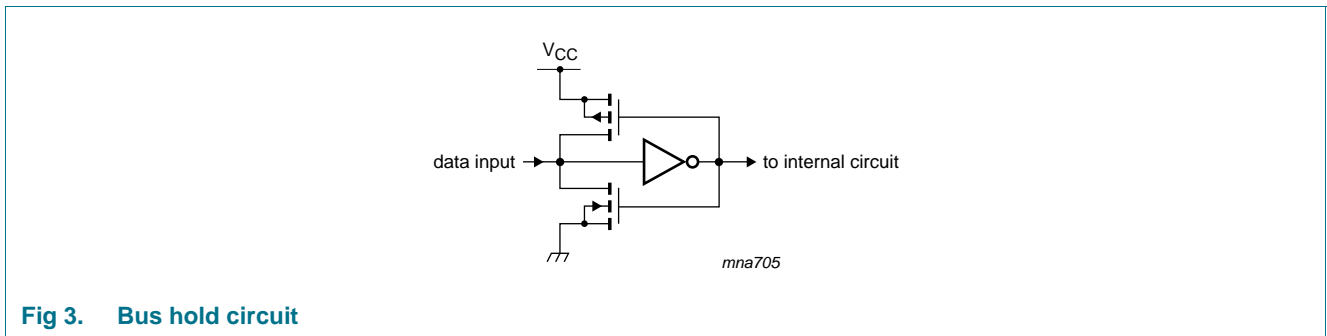 VCC
data input
to internal circuit
mna705
Fig 3. Bus hold circuit